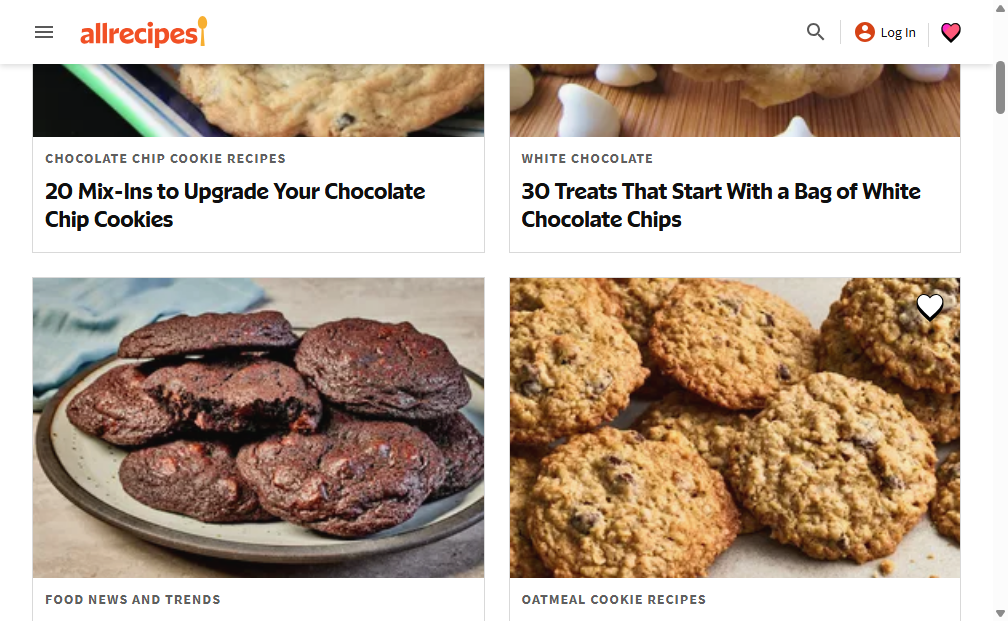 allrecipes
Log In
CHOCOLATE CHIP COOKIE RECIPES
20 Mix-Ins to Upgrade Your Chocolate
Chip Cookies
WHITE CHOCOLATE
30 Treats That Start With a Bag of White
Chocolate Chips
FOOD NEWS AND TRENDS
OATMEAL COOKIE RECIPES